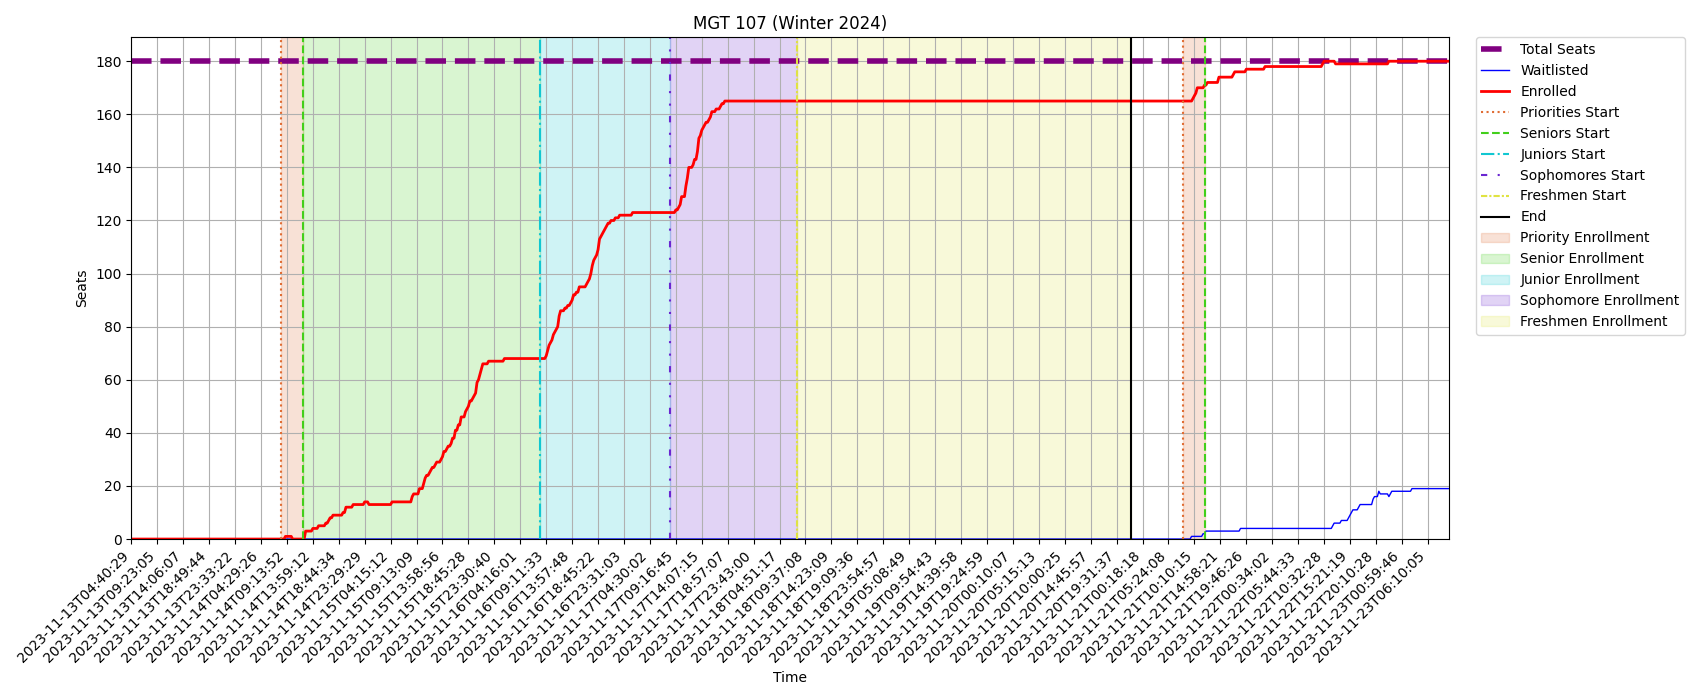 MGT 107 (Winter 2024)
Seats
180
160
140
120
100
80
60
40
20
0
2023-11-13T04:40:29
2023-11-13T09:23:05
2023-11-13T14:06:07
2023-11-13T18:49:44
2023-11-13T23:33:22
2023-11-14T04:29:26
2023-11-14T09:13:52
2023-11-14T13:59:12
2023-11-14T18:44:34
2023-11-14T23:29:29
2023-11-15T04:15:12
2023-11-15T09:13:09
2023-11-15T13:58:56
2023-11-15T18:45:28
2023-11-15T23:30:40
2023-11-16T04:16:01
2023-11-16T09:11:33
2023-11-16T13:57:48
2023-11-16T18:45:22
2023-11-16T23:31:03
2023-11-17T04:30:02
2023-11-17T09:16:45
2023-11-17T14:07:15
2023-11-17T18:57:07
2023-11-17T23:43:00
2023-11-18T04:51:17
2023-11-18T09:37:08
2023-11-18T14:23:09
2023-11-18T19:09:36
2023-11-18T23:54:57
2023-11-19T05:08:49
2023-11-19T09:54:43
2023-11-19T14:39:58
2023-11-19T19:24:59
2023-11-20T00:10:07
2023-11-20T05:15:13
2023-11-20T10:00:25
2023-11-20T14:45:57
2023-11-20T19:31:37
2023-11-21T00:18:18
2023-11-21T05:24:08
2023-11-21T10:10:15
2023-11-21T14:58:21
2023-11-21T19:46:26
2023-11-22T00:34:02
2023-11-22T05:44:33
2023-11-22T10:32:28
2023-11-22T15:21:19
2023-11-22T20:10:28
2023-11-23T00:59:46
2023-11-23T06:10:05
Time
Total Seats
Waitlisted
Enrolled
Priorities Start
Seniors Start
Juniors Start
Sophomores Start
Freshmen Start
End
Priority Enrollment
Senior Enrollment
Junior Enrollment
Sophomore Enrollment
Freshmen Enrollment